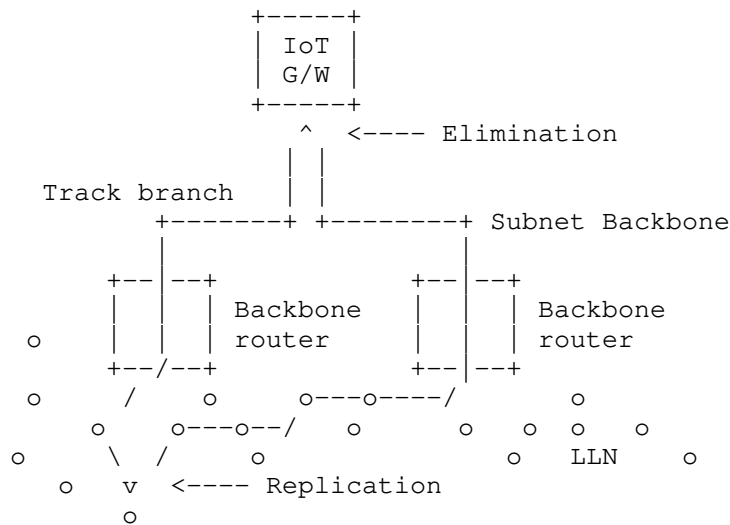 IoT
G/W
<---- Elimination
Track branch
Subnet Backbone
Backbone Backbone
router router
LLN
<---- Replication